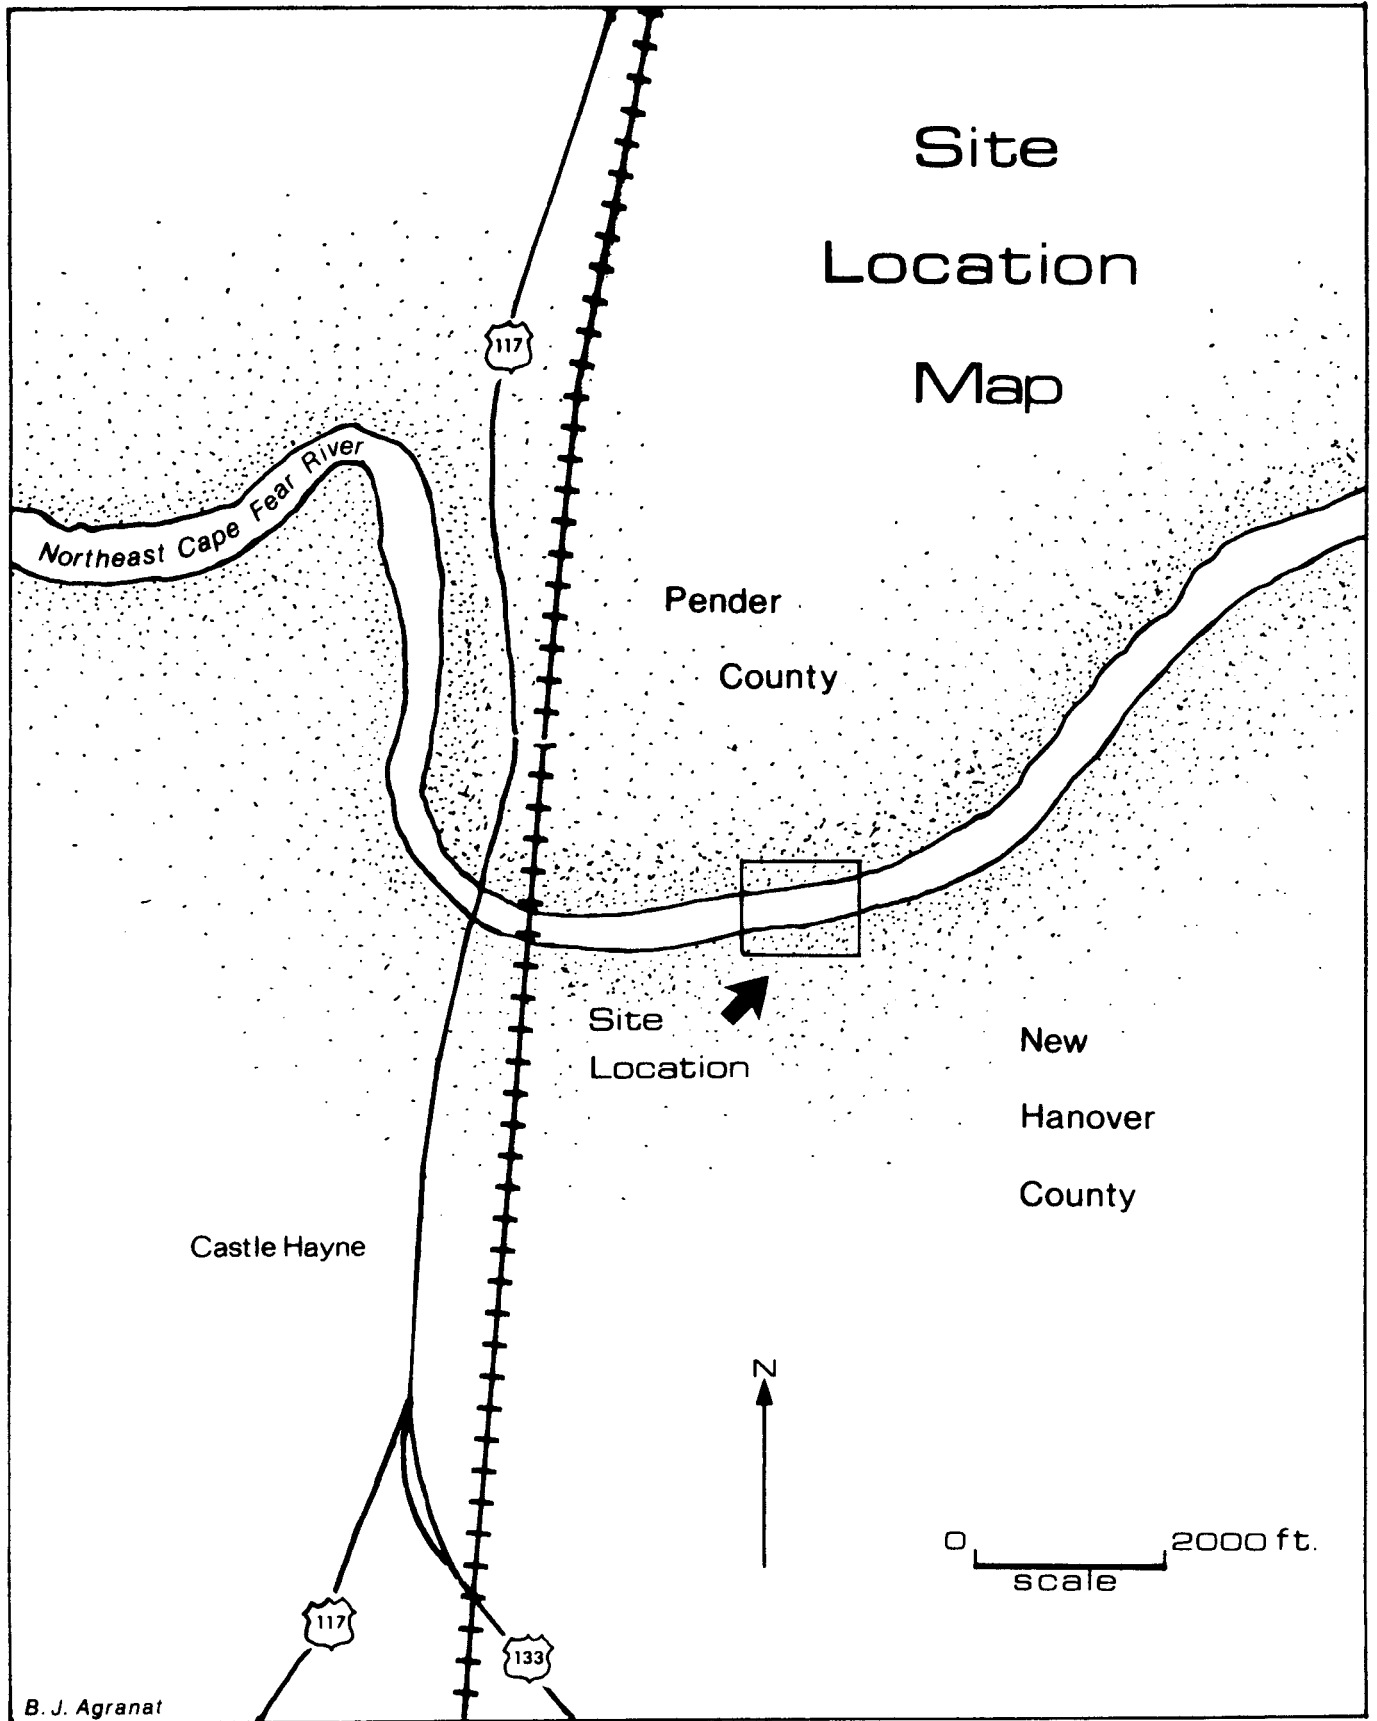 Site
Location
Map
117
Northeast Cape Fear River
Pender
County
Site
Location
New
Hanover
County
Castle Hayne
N
0 2000 ft.
scale
117
133
B. J. Agranat